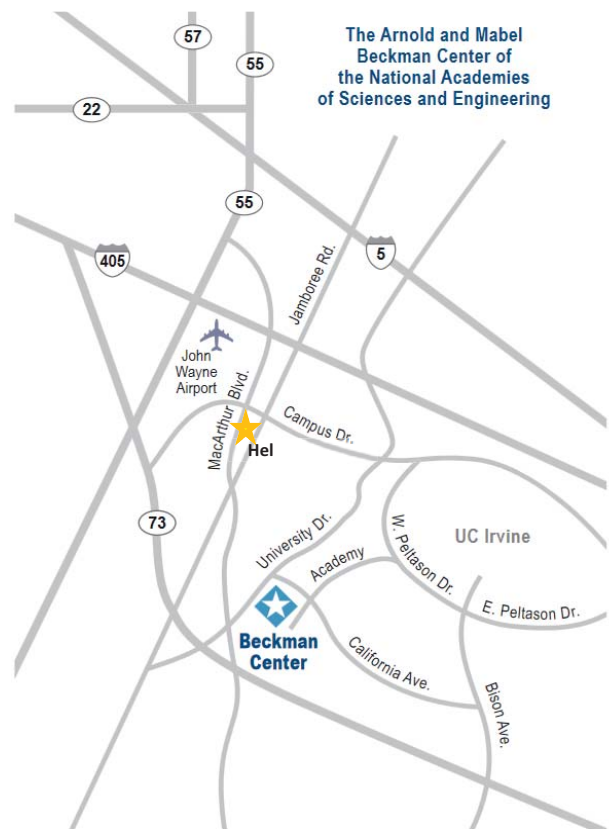 The Arnold and Mabel
Beckman Center of
the National Academies
of Sciences and Engineering
57
55
22
55
405
5
Jamboree Rd.
John
Wayne
Airport
MacArthur Blvd.
Campus Dr.
Hel
73
University Dr.
Academy
W. Peltason Dr.
UC Irvine
E. Peltason Dr.
Beckman
Center
California Ave.
Bison Ave.